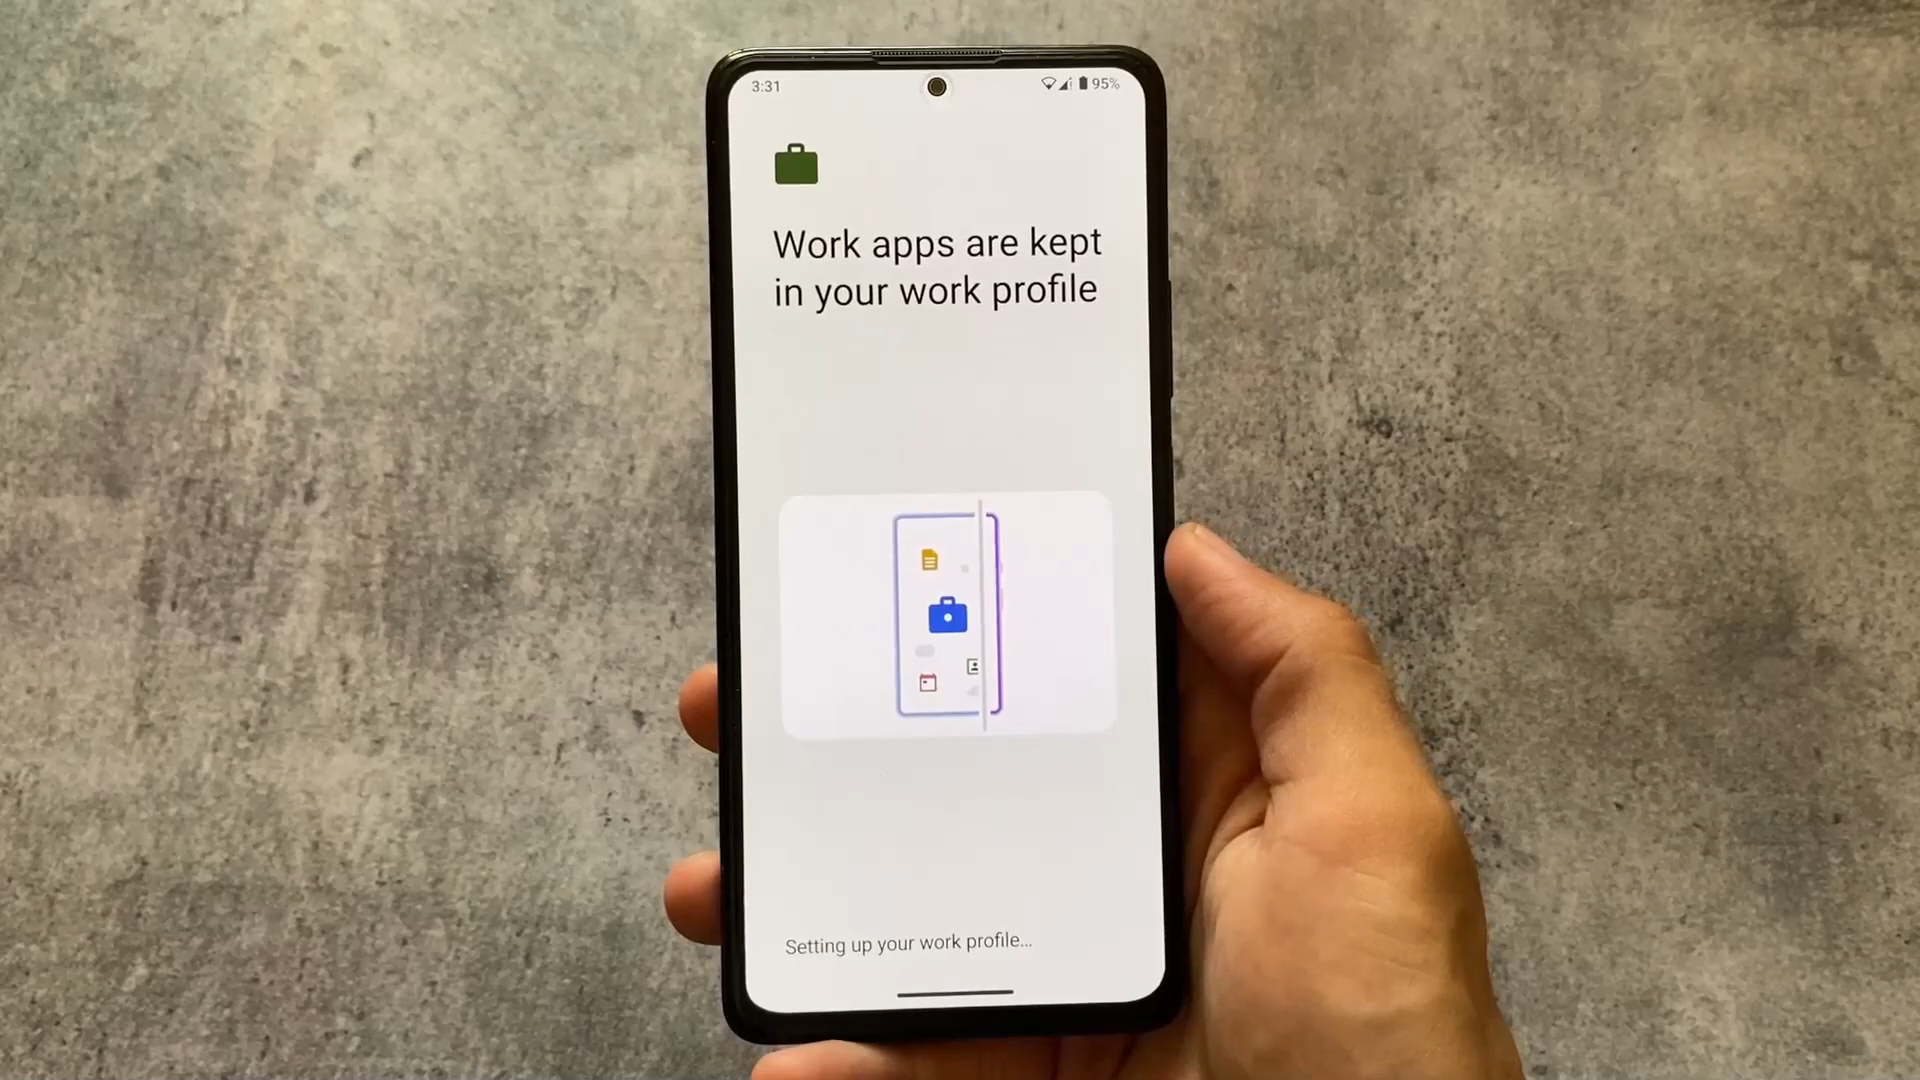 3:31
95%
Work apps are kept
in your work profile
Setting up your work profile...